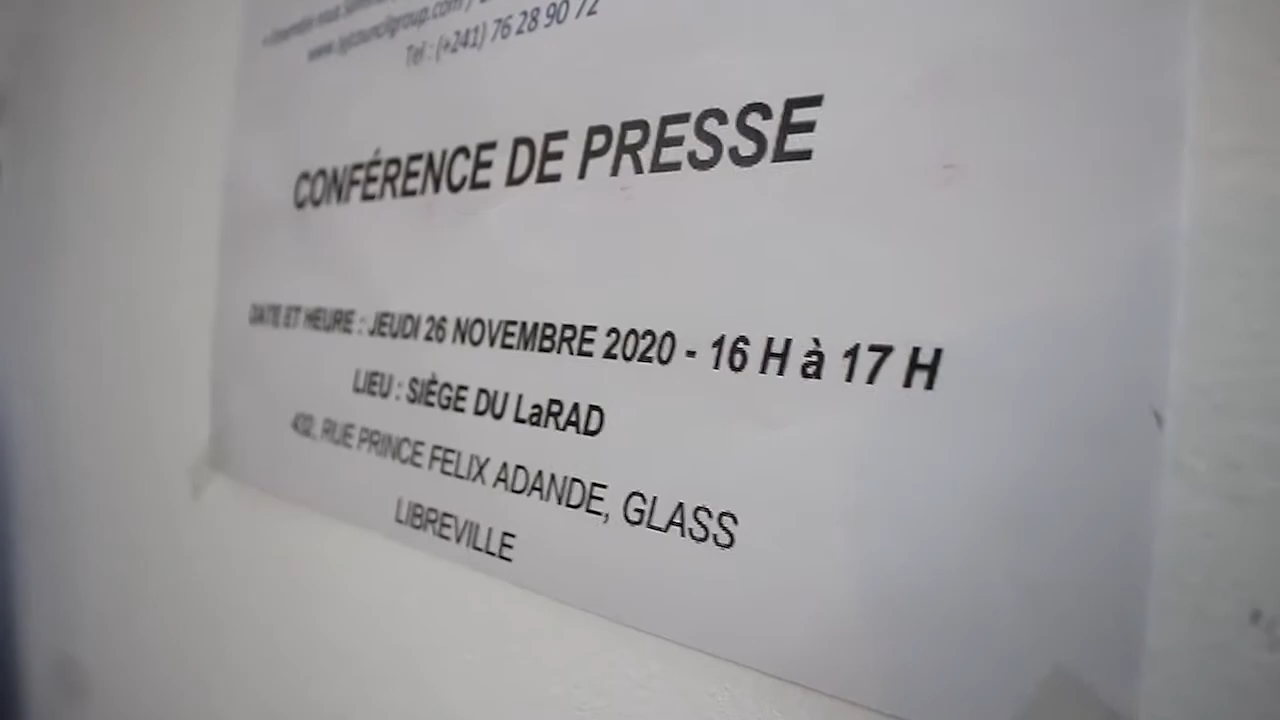 Tel : (+241) 76 28 90 72
CONFÉRENCE DE PRESSE
DATE ET HEURE : JEUDI 26 NOVEMBRE 2020 - 16 H à 17 H
LIEU : SIÈGE DU LaRAD
RUE PRINCE FELIX ADANDE, GLASS
LIBREVILLE